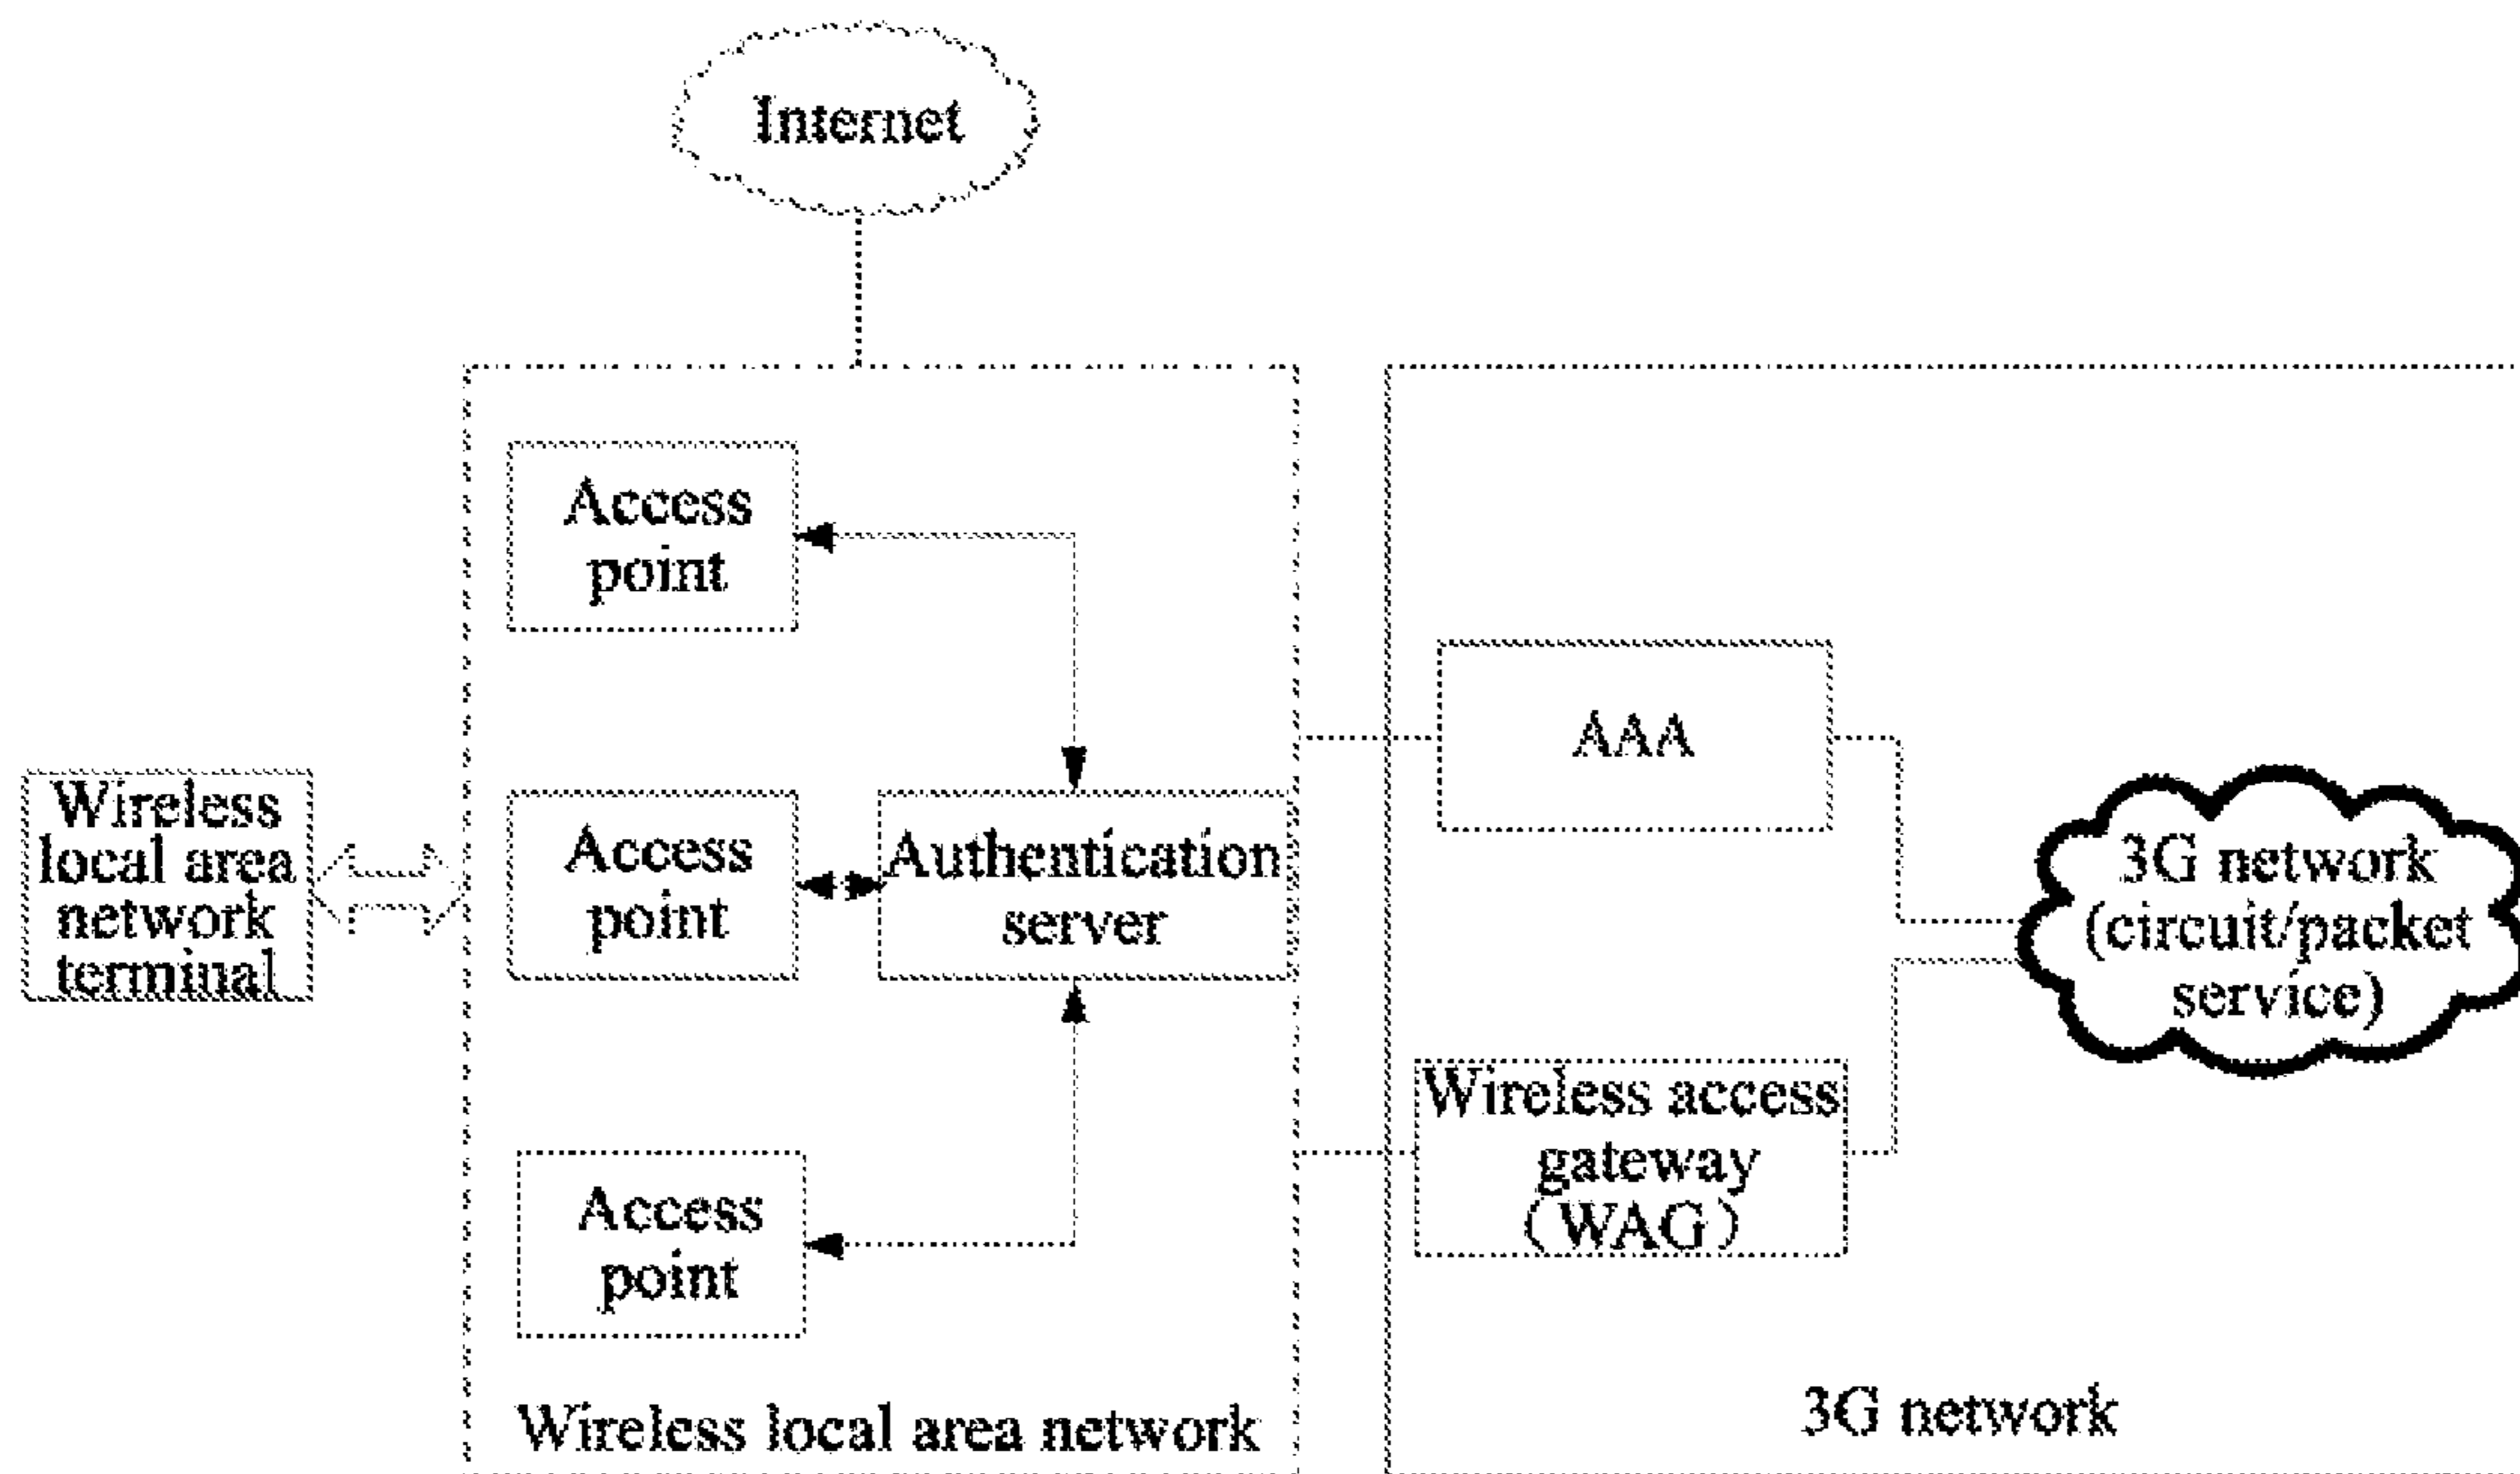 Internet
Access
point
Access
point
Authentication
server
Access
point
Wireless local area network
Wireless
local area
network
terminal
AAA
Wireless access
gateway
(WAG)
3G network
(circuit/packet
service)
3G network